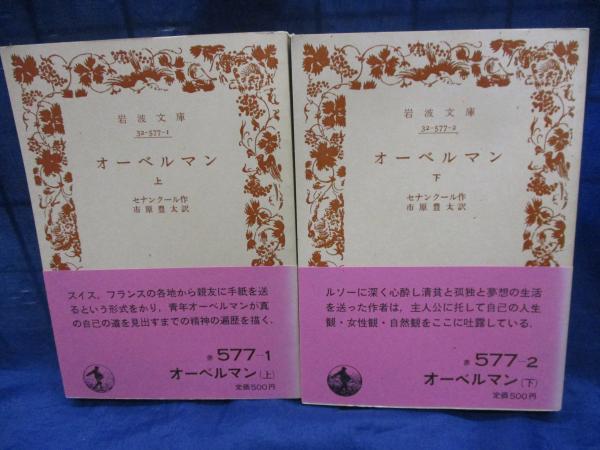 岩波文庫
32-577-1
オーベルマン
上
セナンクール作
市原豊太訳
スイス、フランスの各地から親友に手紙を送
るという形式をかり、青年オーベルマンが真
の自己の道を見出すまでの精神の遍歴を描く.
赤 577-1
オーベルマン(上)
定価500円
岩波文庫
32-577-2
オーベルマン
下
セナンクール作
市原豊太訳
ルソーに深く心酔し清貧と孤独と夢想の生活
を送った作者は、主人公に托して自己の人生
観・女性観・自然観をここに吐露している.
赤 577-2
オーベルマン(下)
定価500円